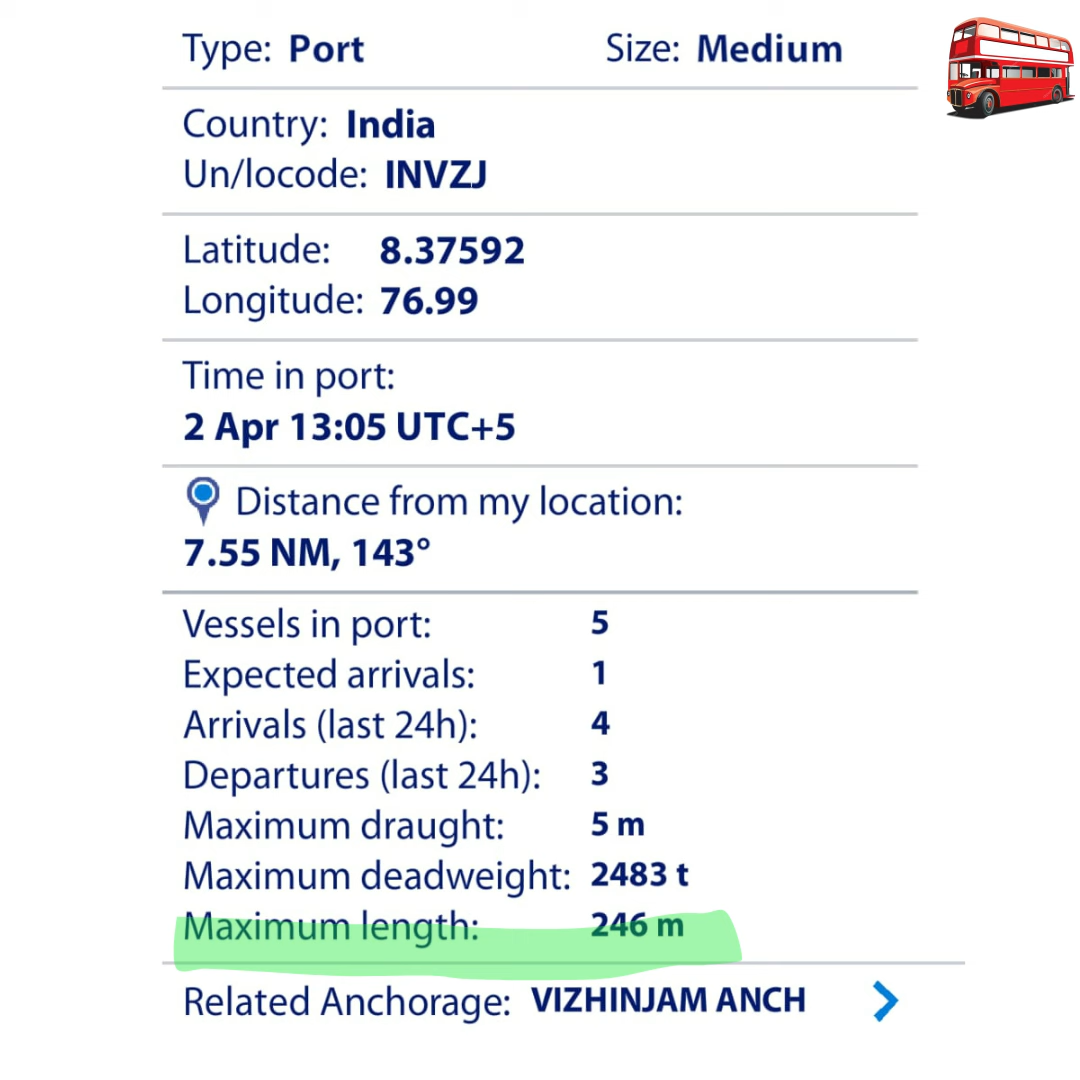 Type: Port Size: Medium
Country: India
Un/locode: INVZJ
Latitude: 8.37592
Longitude: 76.99
Time in port:
2 Apr 13:05 UTC+5
Distance from my location:
7.55 NM, 143°
Vessels in port: 5
Expected arrivals: 1
Arrivals (last 24h): 4
Departures (last 24h): 3
Maximum draught: 5 m
Maximum deadweight: 2483 t
Maximum length: 246 m
Related Anchorage: VIZHINJAM ANCH